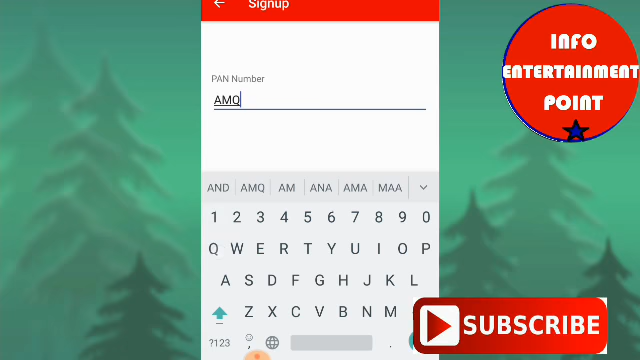 Signup
INFO
ENTERTAINMENT
POINT
PAN Number
AMQ
AND AMQ AM ANA AMA MAA
1 2 3 4 5 6 7 8 9 0
Q W E R T Y U I O P
A S D F G H J K L
Z X C V B N M
SUBSCRIBE
?123 , .